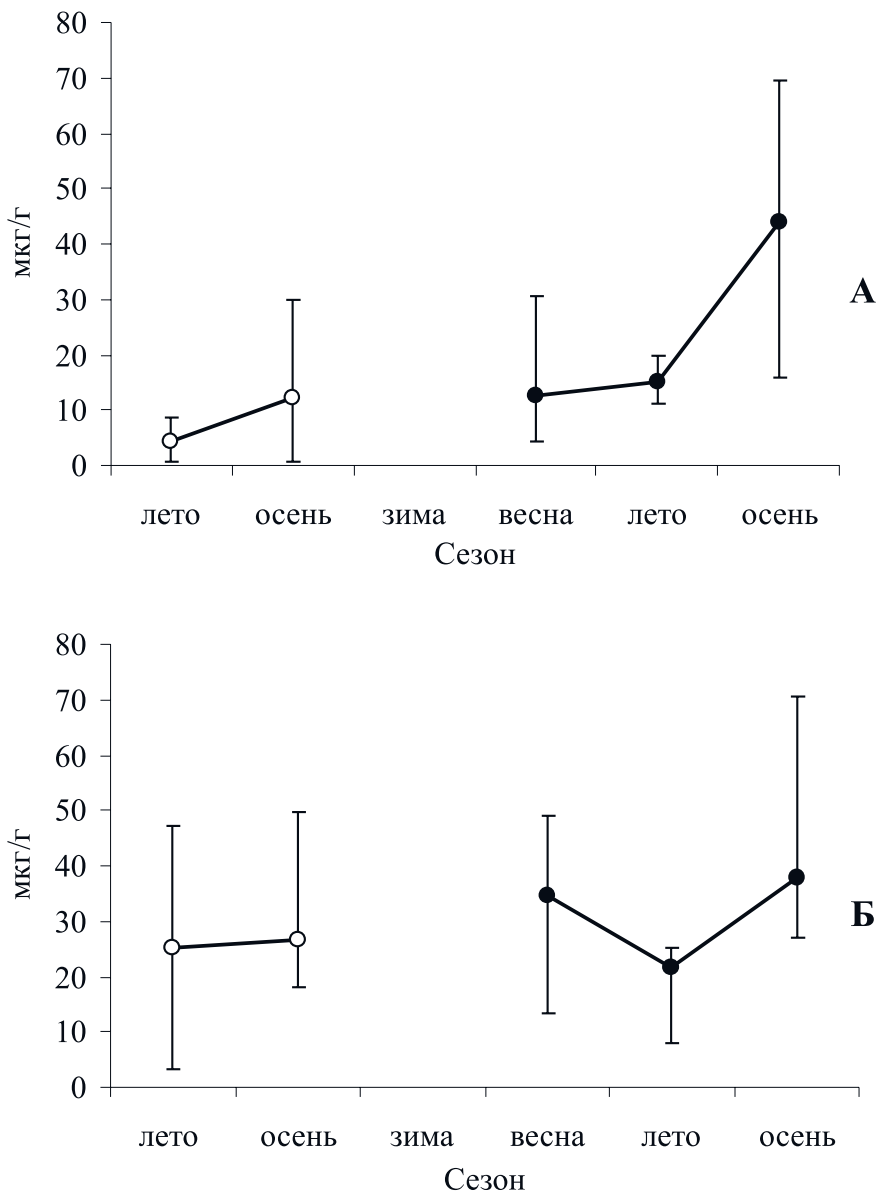 80
70
60
50
40
30
20
10
0
мкг/г
А
лето осень зима весна лето осень
Сезон
80
70
60
50
40
30
20
10
0
мкг/г
Б
лето осень зима весна лето осень
Сезон